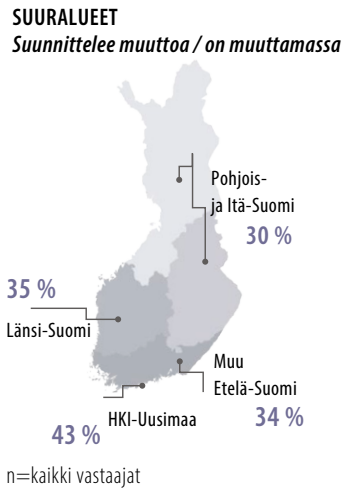 SUURALUEET
Suunnittelee muuttoa / on muuttamassa
Pohjois-
ja Itä-Suomi
30 %
35 %
Länsi-Suomi
Muu
Etelä-Suomi
34 %
HKI-Uusimaa
43 %
n=kaikki vastaajat